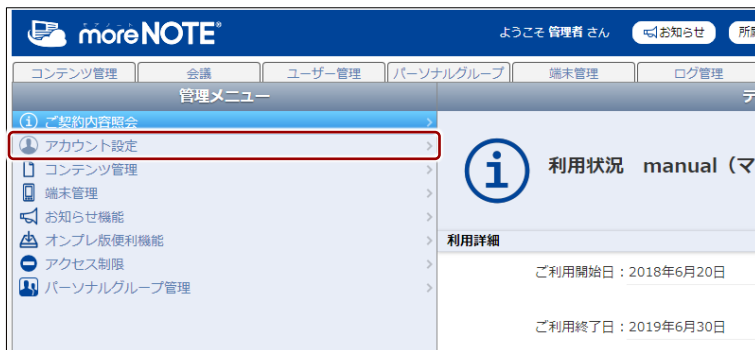 モアノート
moreNOTE®
ようこそ 管理者 さん
お知らせ
所
コンテンツ管理
会議
ユーザー管理
パーソナルグループ
端末管理
ログ管理
管理メニュー
デ
ご契約内容照会
アカウント設定
コンテンツ管理
端末管理
お知らせ機能
オンプレ版便利機能
アクセス制限
パーソナルグループ管理
利用状況 manual（マ
利用詳細
ご利用開始日：2018年6月20日
ご利用終了日：2019年6月30日